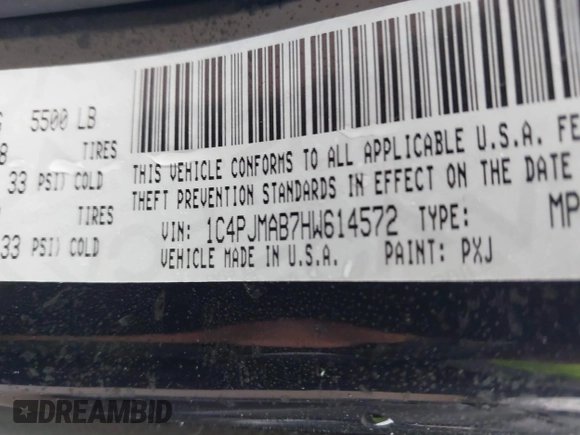 5500 LB
TIRES
33 PSI) COLD
TIRES
33 PSI) COLD
THIS VEHICLE CONFORMS TO ALL APPLICABLE U.S.A. FE
THEFT PREVENTION STANDARDS IN EFFECT ON THE DATE
VIN: 1C4PJMAB7HW614572 TYPE: MP
VEHICLE MADE IN U.S.A. PAINT: PXJ
DREAMBID